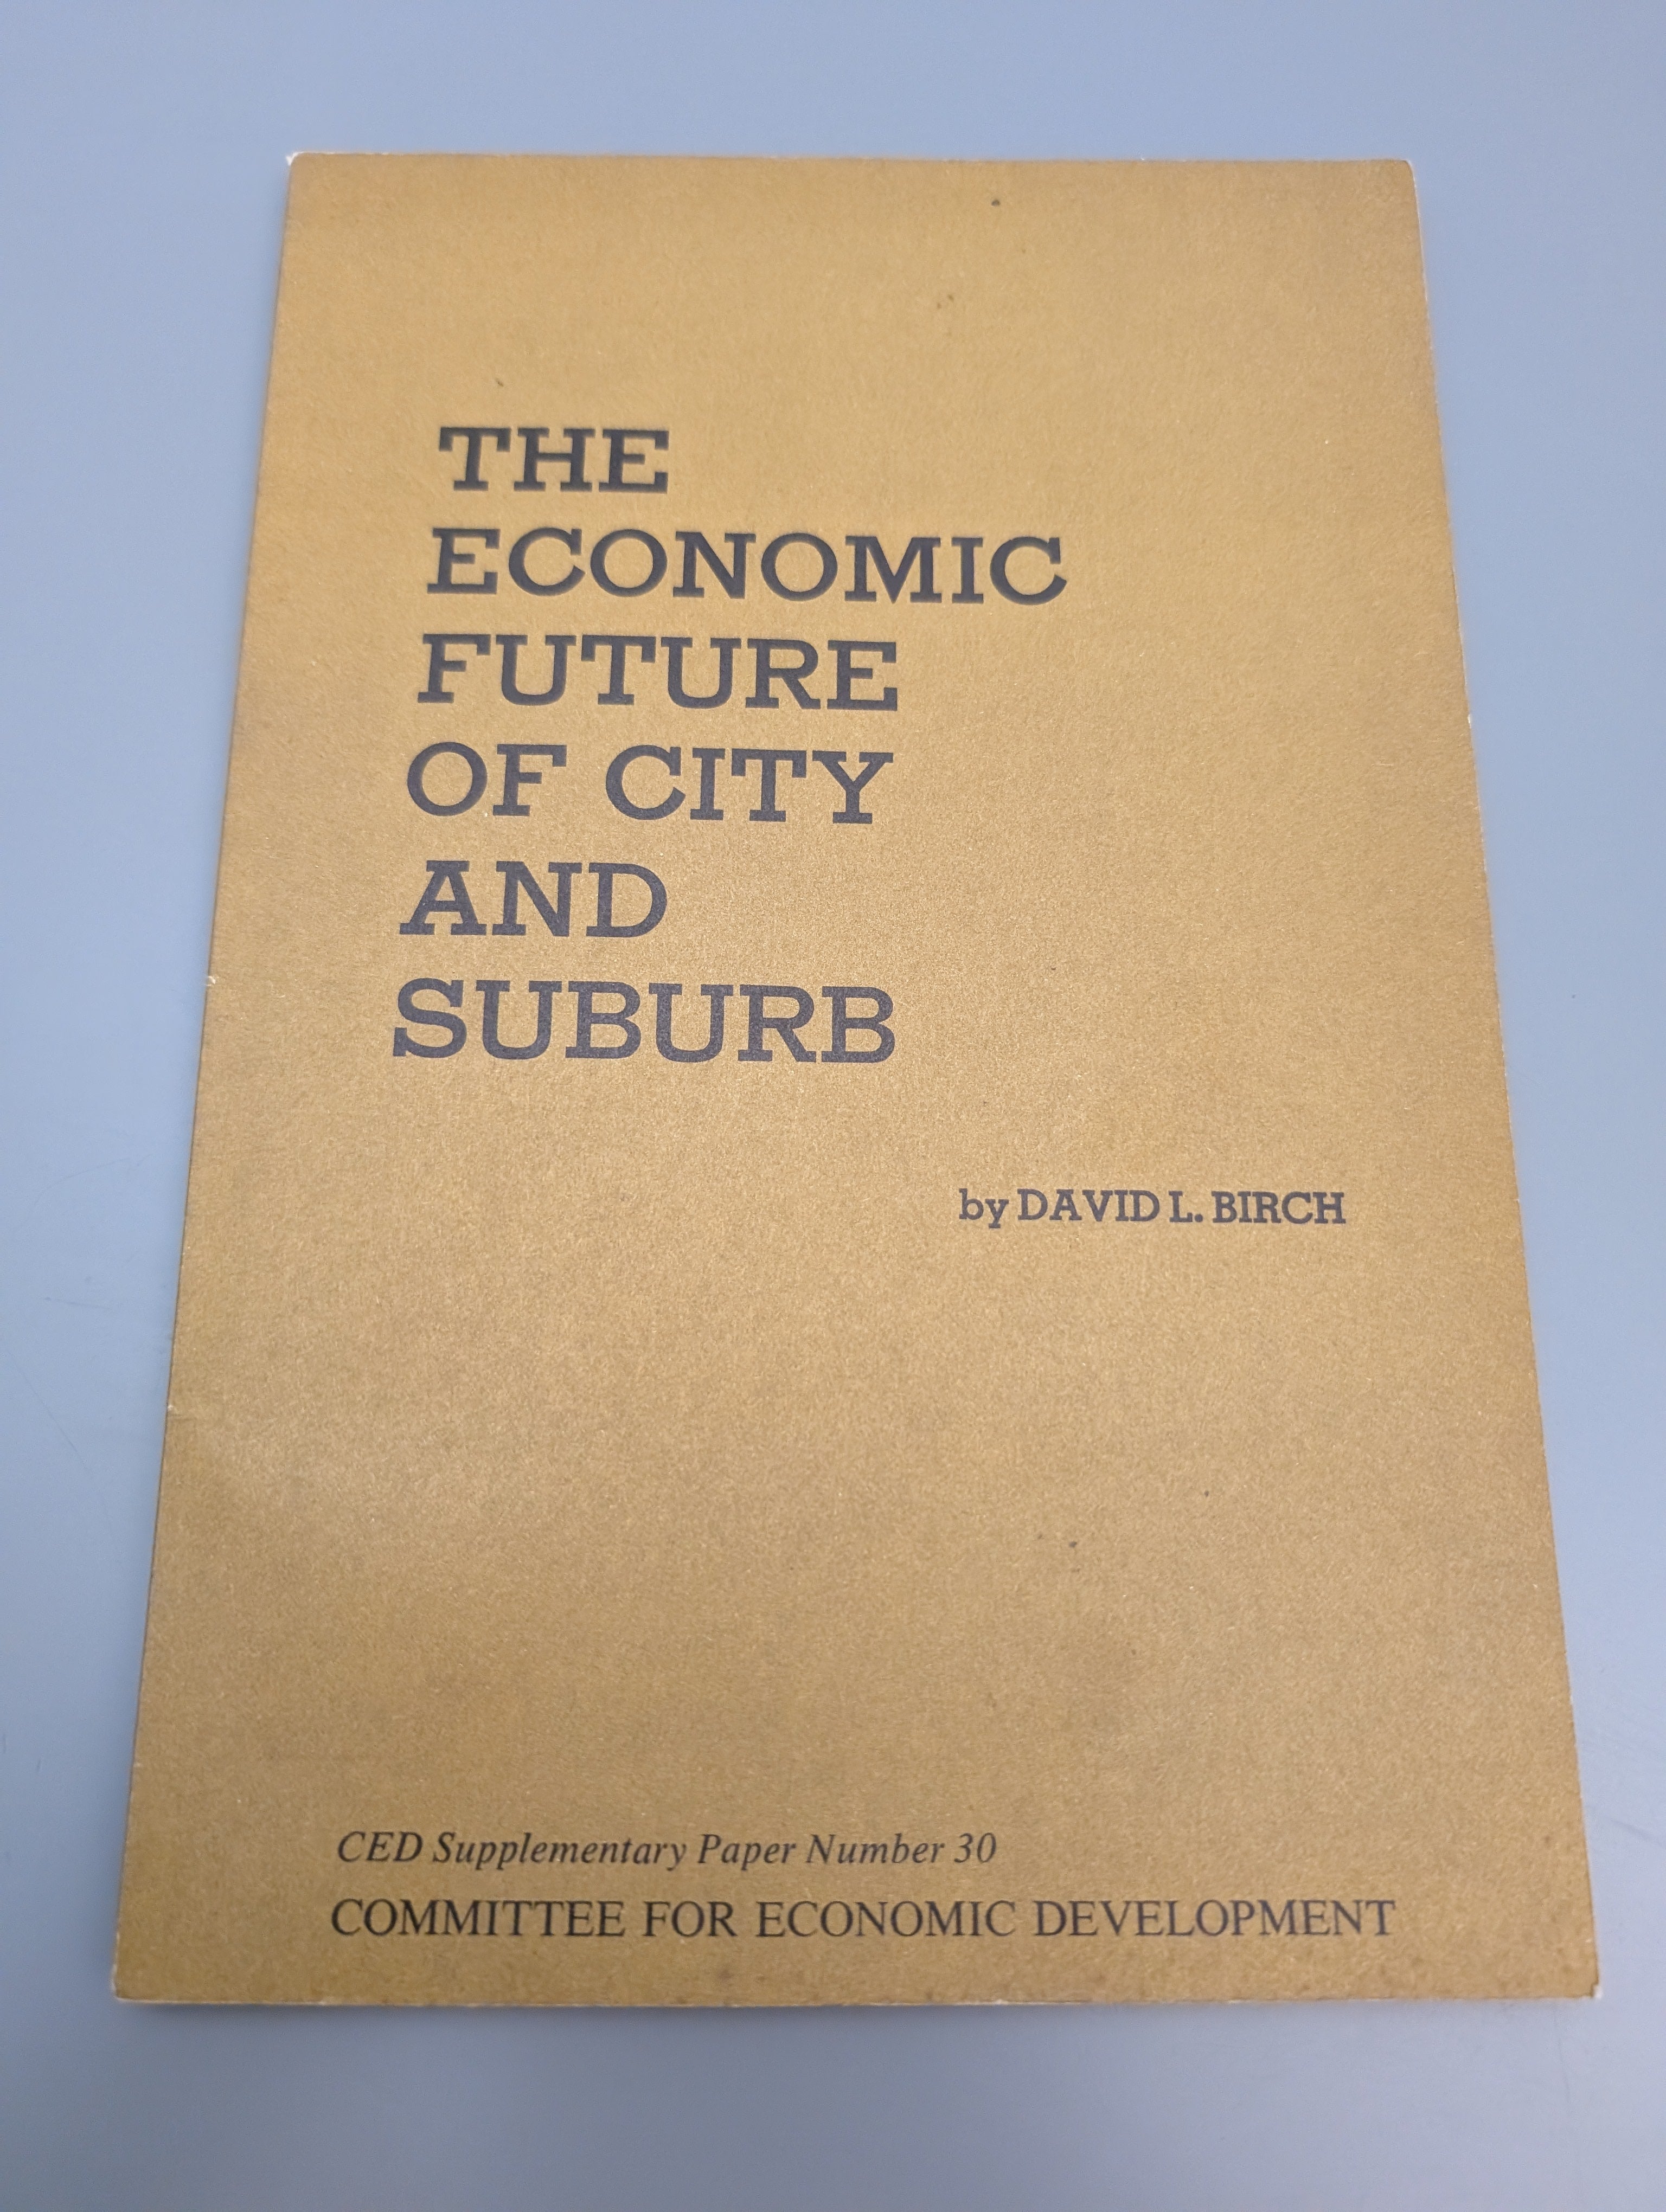 THE
ECONOMIC
FUTURE
OF CITY
AND
SUBURB
by DAVID L. BIRCH
CED Supplementary Paper Number 30
COMMITTEE FOR ECONOMIC DEVELOPMENT